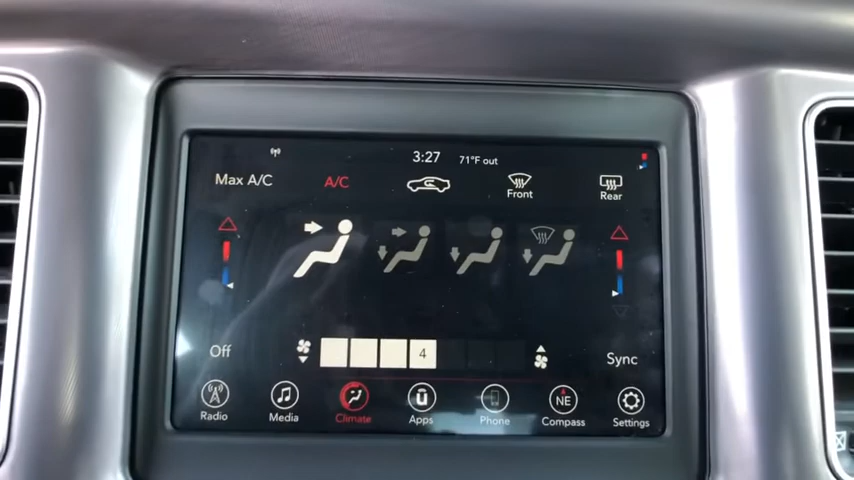 3:27 71°F out
Max A/C A/C Front Rear
4
Off Sync
Radio Media Climate Apps Phone NE Compass Settings